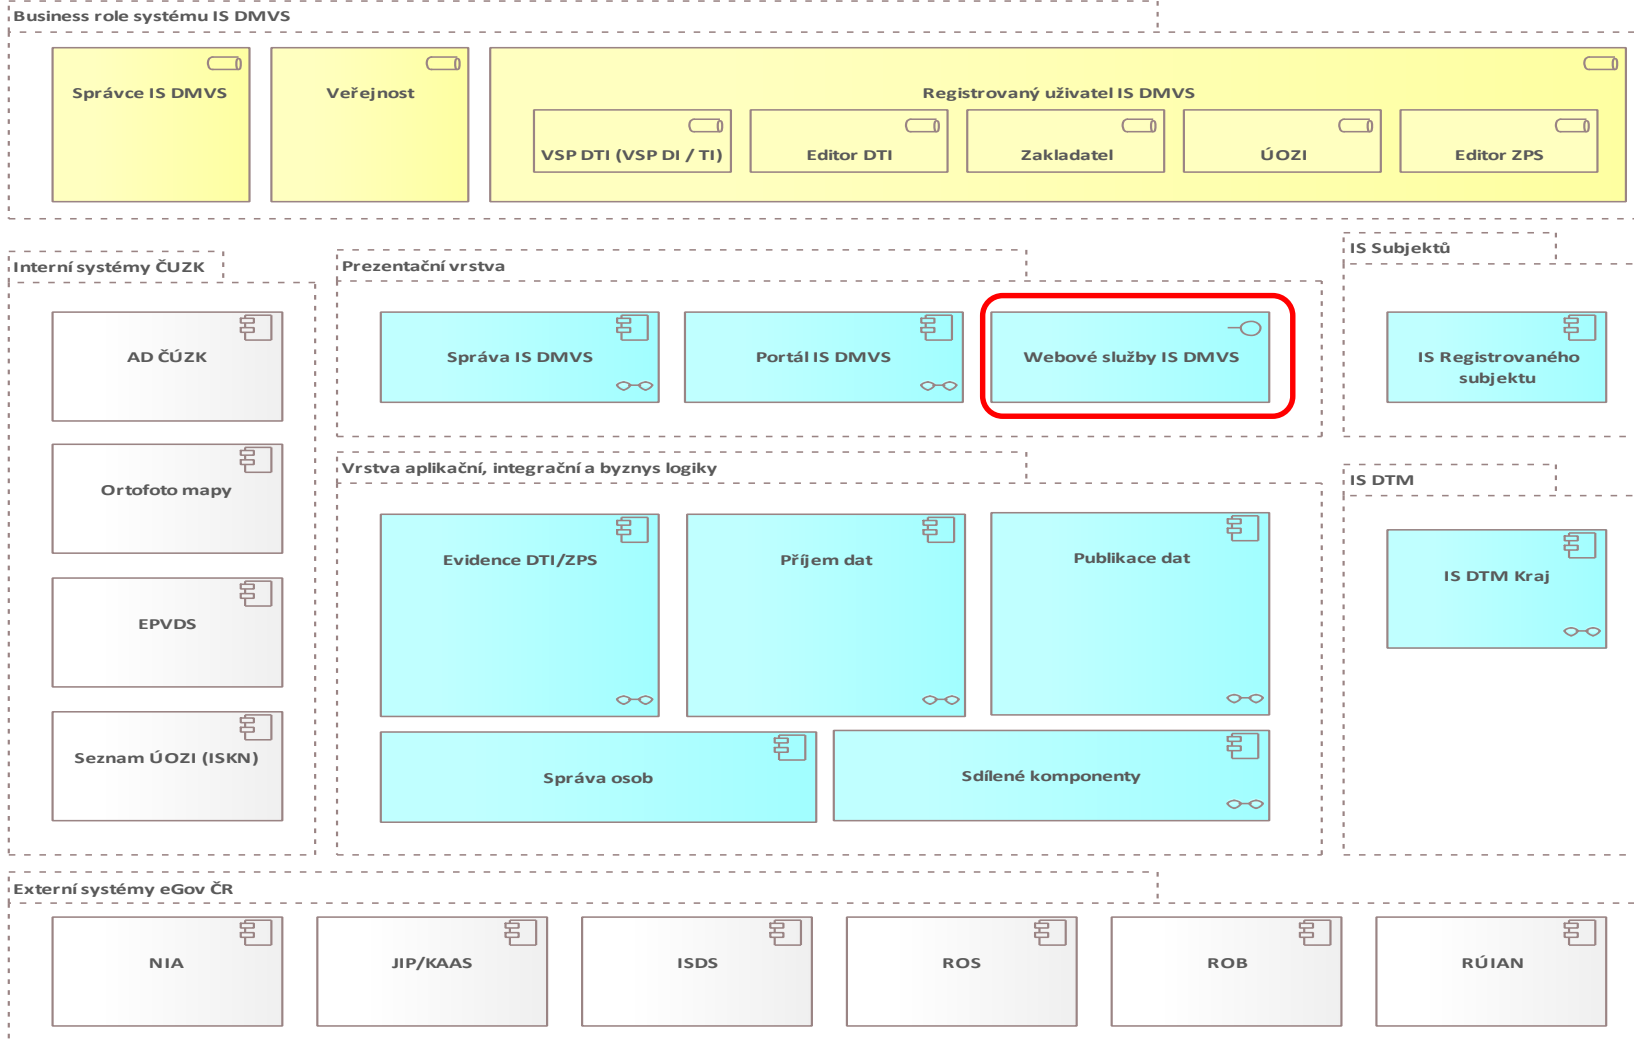 Business role systému IS DMVS
Správce IS DMVS
Veřejnost
Registrovaný uživatel IS DMVS
VSP DTI (VSP DI / TI)
Editor DTI
Zakladatel
ÚOZI
Editor ZPS
Interní systémy ČUZK
AD ČÚZK
Ortofoto mapy
EPVDS
Seznam ÚOZI (ISKN)
Prezentační vrstva
Správa IS DMVS
Portál IS DMVS
Webové služby IS DMVS
Vrstva aplikační, integrační a byznys logiky
Evidence DTI/ZPS
Příjem dat
Publikace dat
Správa osob
Sdílené komponenty
IS Subjektů
IS Registrovaného
subjektu
IS DTM
IS DTM Kraj
Externí systémy eGov ČR
NIA
JIP/KAAS
ISDS
ROS
ROB
RÚIAN